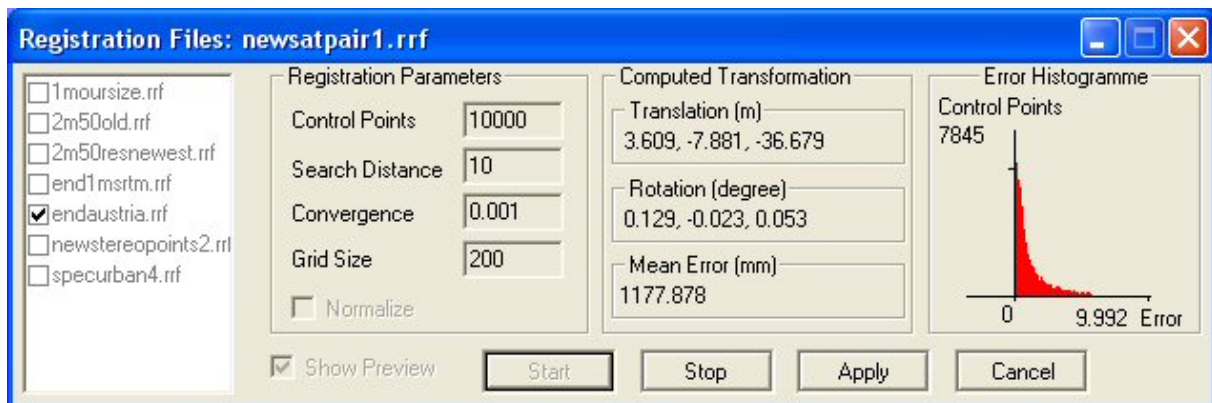 Registration Files: newsatpair1.rrf
1moursize.rrf
2m50old.rrf
2m50resnewest.rrf
end1msrtm.rrf
endaustria.rrf
newstereopoints2.rrf
specurban4.rrf
Registration Parameters
Control Points 10000
Search Distance 10
Convergence 0.001
Grid Size 200
Normalize
Computed Transformation
Translation (m)
3.609, -7.881, -36.679
Rotation (degree)
0.129, -0.023, 0.053
Mean Error (mm)
1177.878
Error Histogramme
Control Points
7845
0 9.992 Error
Show Preview Start Stop Apply Cancel